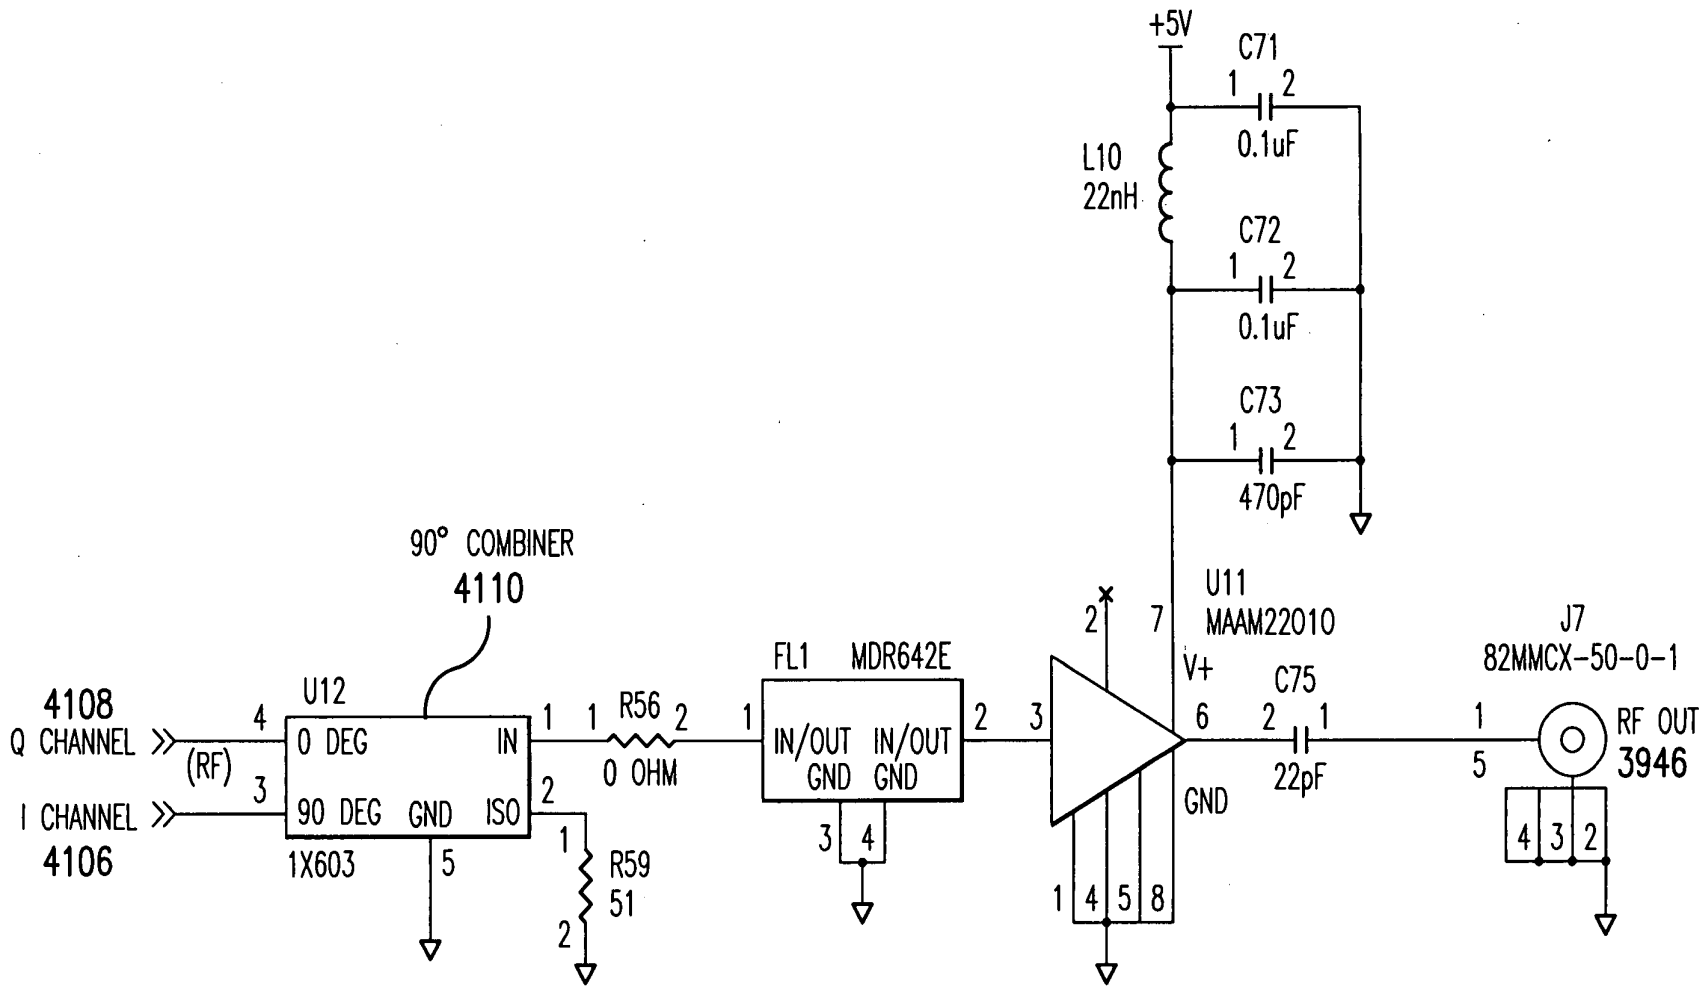 +5V
C71
1 2
0.1uF
L10
22nH
C72
1 2
0.1uF
C73
1 2
470pF
90° COMBINER
4110
U11
MAAM22010
2 7
V+
J7
82MMCX-50-0-1
FL1 MDR642E
U12
4108
Q CHANNEL
(RF)
4
0 DEG
IN
1
1 R56 2
0 OHM
1
IN/OUT IN/OUT
GND GND
2
3
6
C75
2 1
22pF
1
5
RF OUT
3946
I CHANNEL
4106
3
90 DEG GND ISO
2
1X603
5
1
R59
51
2
3 4
GND
1 4 5 8
4 3 2